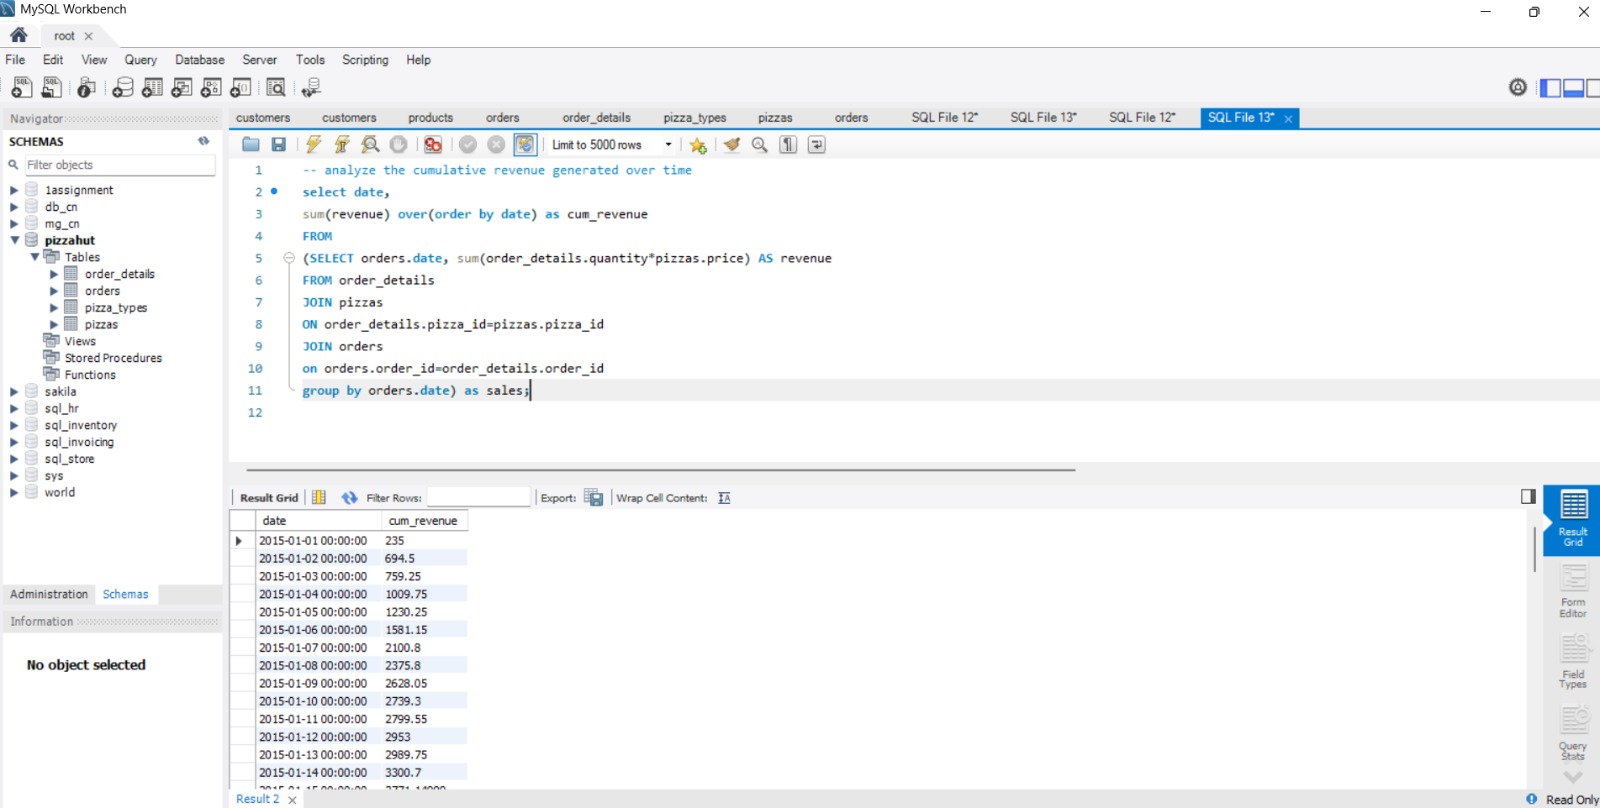 MySQL Workbench
root
File Edit View Query Database Server Tools Scripting Help
Navigator
SCHEMAS
Filter objects
1assignment
db_cn
mg_cn
pizzahut
Tables
order_details
orders
pizza_types
pizzas
Views
Stored Procedures
Functions
sakila
sql_hr
sql_inventory
sql_invoicing
sql_store
sys
world
Administration Schemas
Information
No object selected
customers customers products orders order_details pizza_types pizzas orders SQL File 12* SQL File 13* SQL File 12* SQL File 13*
Limit to 5000 rows
1 -- analyze the cumulative revenue generated over time
2 select date,
3 sum(revenue) over(order by date) as cum_revenue
4 FROM
5 (SELECT orders.date, sum(order_details.quantity*pizzas.price) AS revenue
6 FROM order_details
7 JOIN pizzas
8 ON order_details.pizza_id=pizzas.pizza_id
9 JOIN orders
10 on orders.order_id=order_details.order_id
11 group by orders.date) as sales;
12
Result Grid Filter Rows: Export: Wrap Cell Content:
date cum_revenue
2015-01-01 00:00:00 235
2015-01-02 00:00:00 694.5
2015-01-03 00:00:00 759.25
2015-01-04 00:00:00 1009.75
2015-01-05 00:00:00 1230.25
2015-01-06 00:00:00 1581.15
2015-01-07 00:00:00 2100.8
2015-01-08 00:00:00 2375.8
2015-01-09 00:00:00 2628.05
2015-01-10 00:00:00 2739.3
2015-01-11 00:00:00 2799.55
2015-01-12 00:00:00 2953
2015-01-13 00:00:00 2989.75
2015-01-14 00:00:00 3300.7
Result Grid
Form Editor
Field Types
Query Stats
Result 2
Read Only